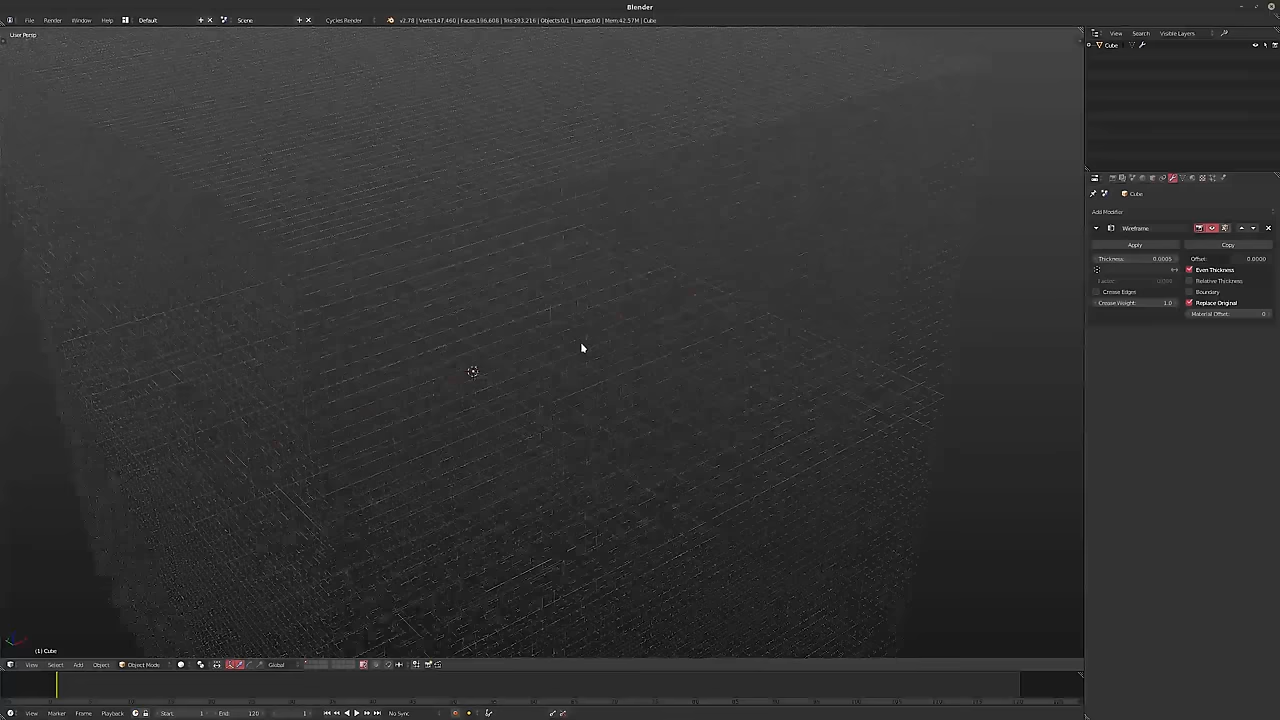 Blender
File Render Window Help Default Scene Cycles Render v2.78 | Verts:147,460 | Faces:196,608 | Tris:393,216 | Objects:0/1 | Lamps:0/0 | Mem:42.57M | Cube
User Persp
View Search Visible Layers
Cube
Cube
Add Modifier
Wireframe
Apply Copy
Thickness: 0.0005 Offset: 0.0000
Even Thickness
Relative Thickness
Crease Edges Boundary
Crease Weight: 1.0 Replace Original
Material Offset: 0
(1) Cube
View Select Add Object Object Mode Global
View Marker Frame Playback Start: 1 End: 120 1 No Sync